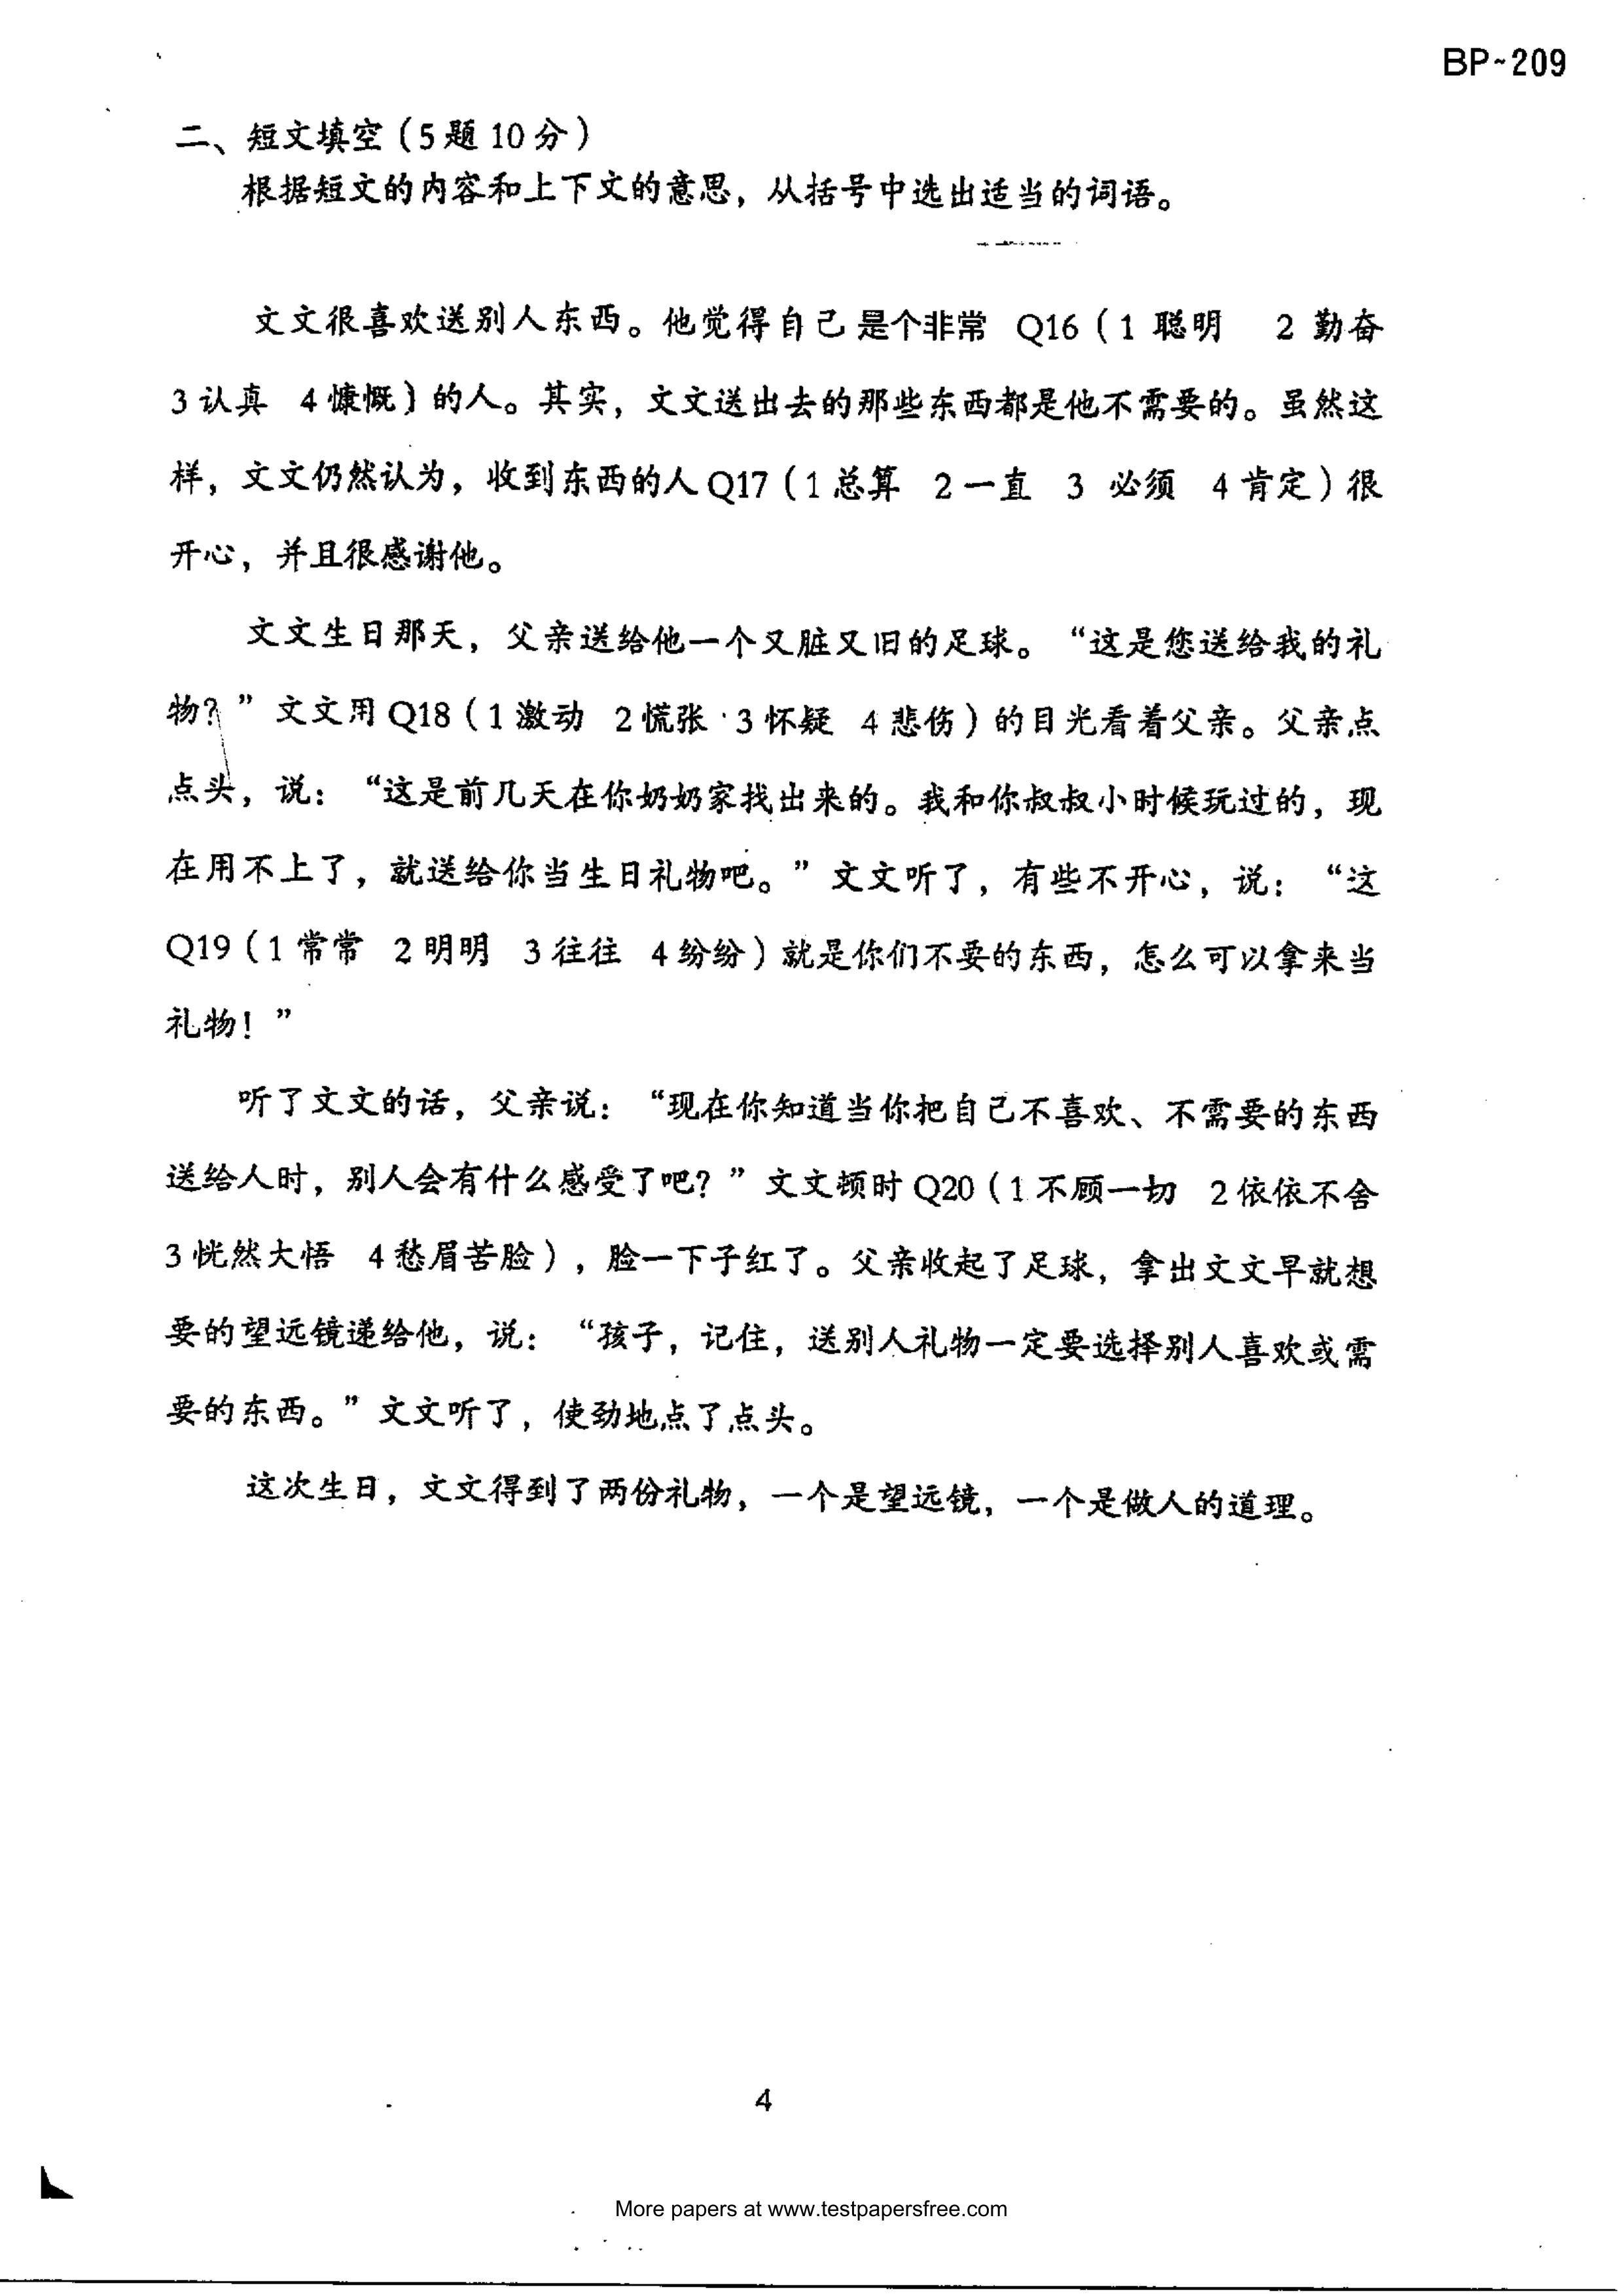 BP~209
二、短文填空（5题10分）
根据短文的内容和上下文的意思，从括号中选出适当的词语。
文文很喜欢送别人东西。他觉得自己是个非常 Q16（1 聪明 2 勤奋
3 认真 4 慷慨）的人。其实，文文送出去的那些东西都是他不需要的。虽然这
样，文文仍然认为，收到东西的人 Q17（1 总算 2 一直 3 必须 4 肯定）很
开心，并且很感谢他。
文文生日那天，父亲送给他一个又脏又旧的足球。“这是您送给我的礼
物？”文文用 Q18（1 激动 2 慌张 3 怀疑 4 悲伤）的目光看着父亲。父亲点
点头，说：“这是前几天在你奶奶家找出来的。我和你叔叔小时候玩过的，现
在用不上了，就送给你当生日礼物吧。”文文听了，有些不开心，说：“这
Q19（1 常常 2 明明 3 往往 4 纷纷）就是你们不要的东西，怎么可以拿来当
礼物！”
听了文文的话，父亲说：“现在你知道当你把自己不喜欢、不需要的东西
送给人时，别人会有什么感受了吧？”文文顿时 Q20（1 不顾一切 2 依依不舍
3 恍然大悟 4 愁眉苦脸），脸一下子红了。父亲收起了足球，拿出文文早就想
要的望远镜递给他，说：“孩子，记住，送别人礼物一定要选择别人喜欢或需
要的东西。”文文听了，使劲地点了点头。
这次生日，文文得到了两份礼物，一个是望远镜，一个是做人的道理。
4
More papers at www.testpapersfree.com